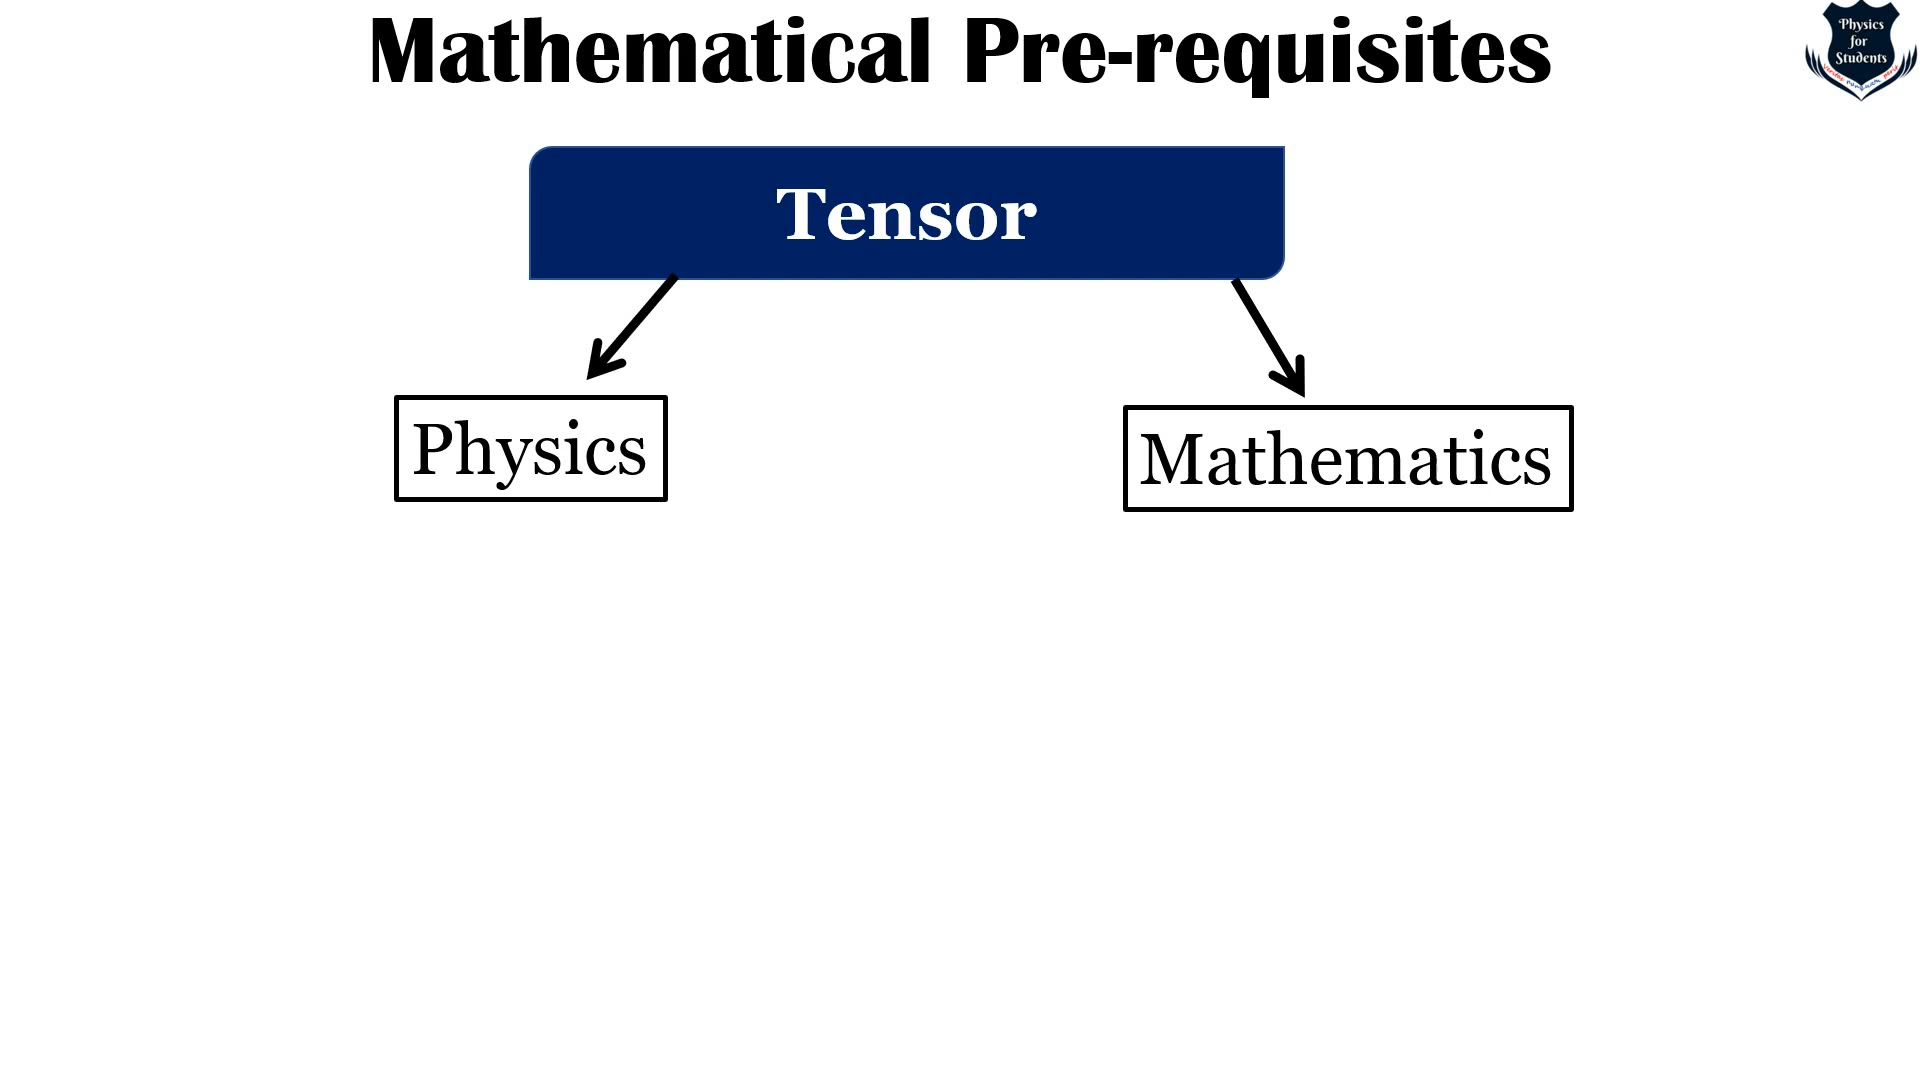 Mathematical Pre-requisites
Physics
for
Students
Tensor
Physics
Mathematics